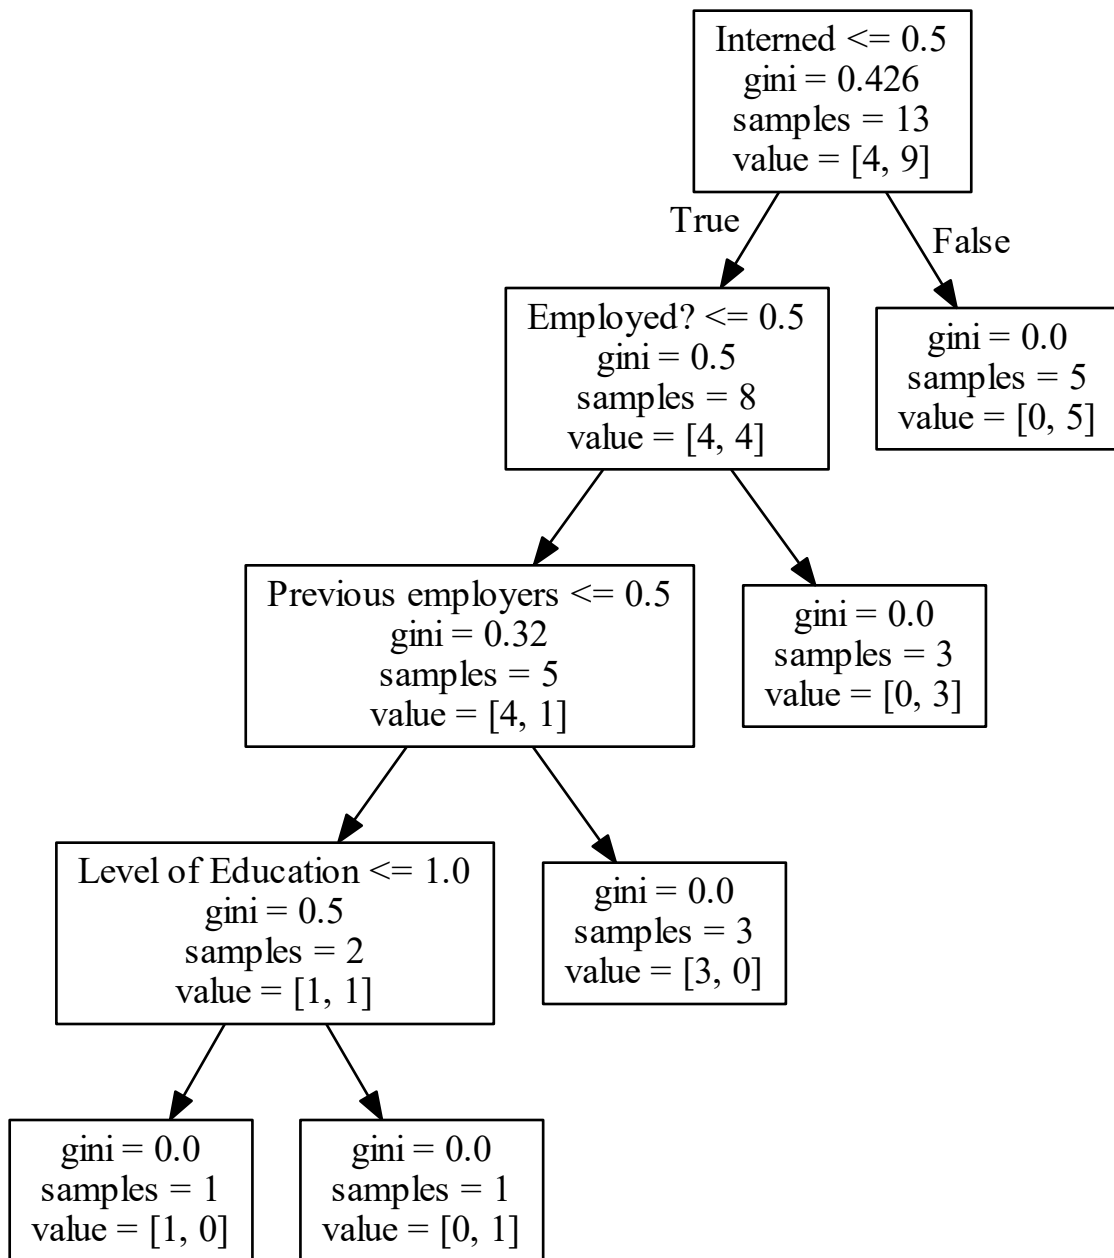 Interned <= 0.5
gini = 0.426
samples = 13
value = [4, 9]
True
False
Employed? <= 0.5
gini = 0.5
samples = 8
value = [4, 4]
gini = 0.0
samples = 5
value = [0, 5]
Previous employers <= 0.5
gini = 0.32
samples = 5
value = [4, 1]
gini = 0.0
samples = 3
value = [0, 3]
Level of Education <= 1.0
gini = 0.5
samples = 2
value = [1, 1]
gini = 0.0
samples = 3
value = [3, 0]
gini = 0.0
samples = 1
value = [1, 0]
gini = 0.0
samples = 1
value = [0, 1]